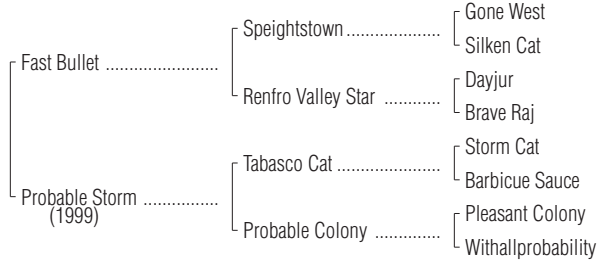 Gone West
Speightstown ....................
Silken Cat
Fast Bullet ........................
Dayjur
Renfro Valley Star ............
Brave Raj
Storm Cat
Tabasco Cat ......................
Barbicue Sauce
Probable Storm ................
(1999)
Pleasant Colony
Probable Colony ..............
Withallprobability